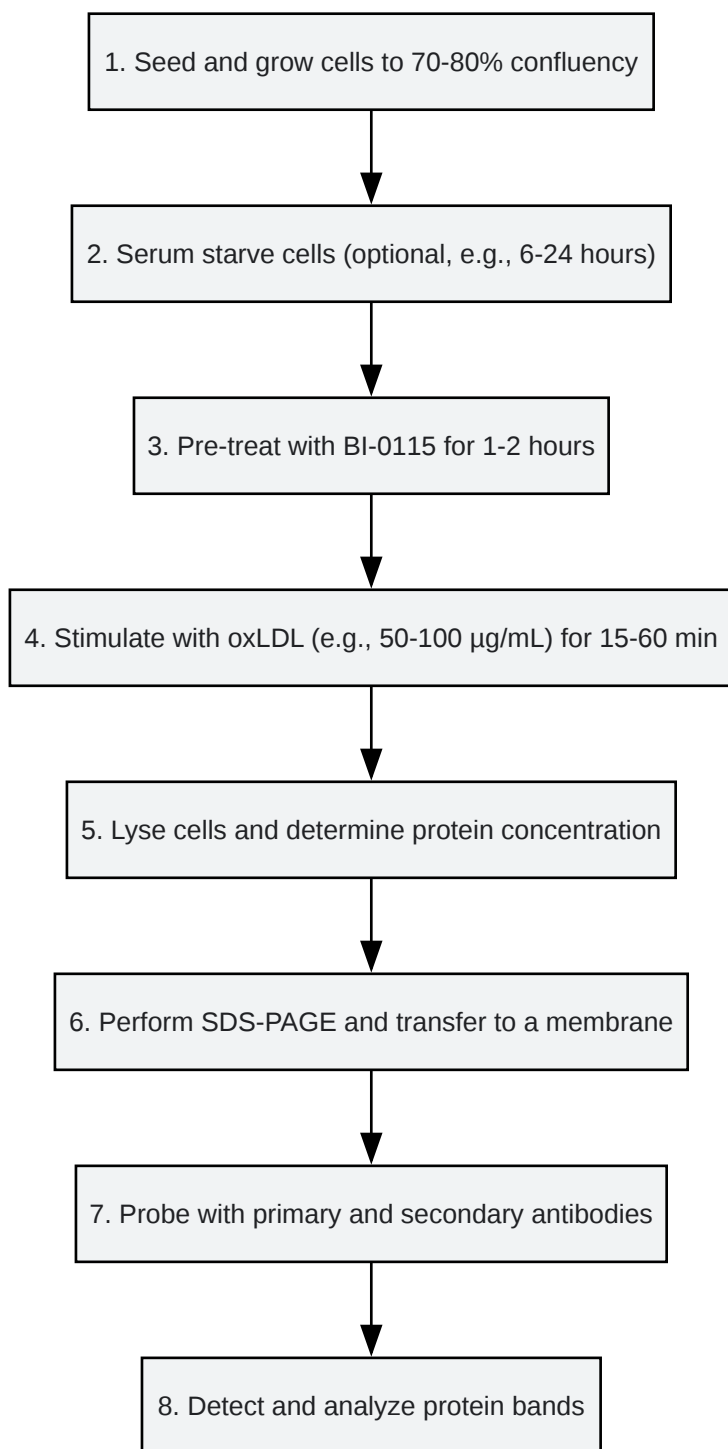 1. Seed and grow cells to 70-80% confluency
2. Serum starve cells (optional, e.g., 6-24 hours)
3. Pre-treat with BI-0115 for 1-2 hours
4. Stimulate with oxLDL (e.g., 50-100 µg/mL) for 15-60 min
5. Lyse cells and determine protein concentration
6. Perform SDS-PAGE and transfer to a membrane
7. Probe with primary and secondary antibodies
8. Detect and analyze protein bands